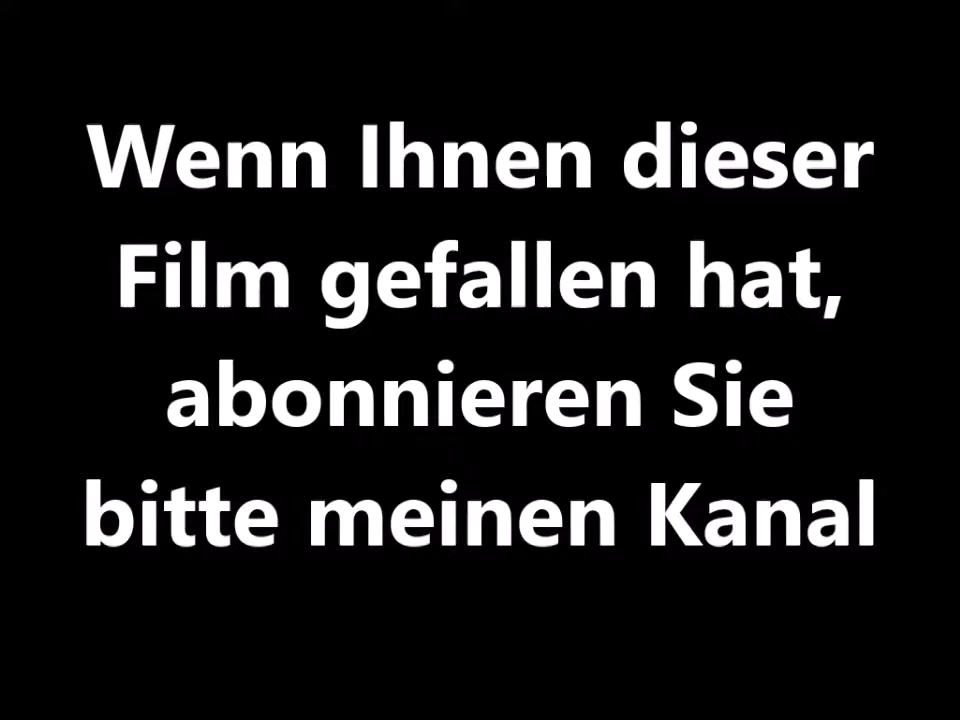 Wenn Ihnen dieser
Film gefallen hat,
abonnieren Sie
bitte meinen Kanal